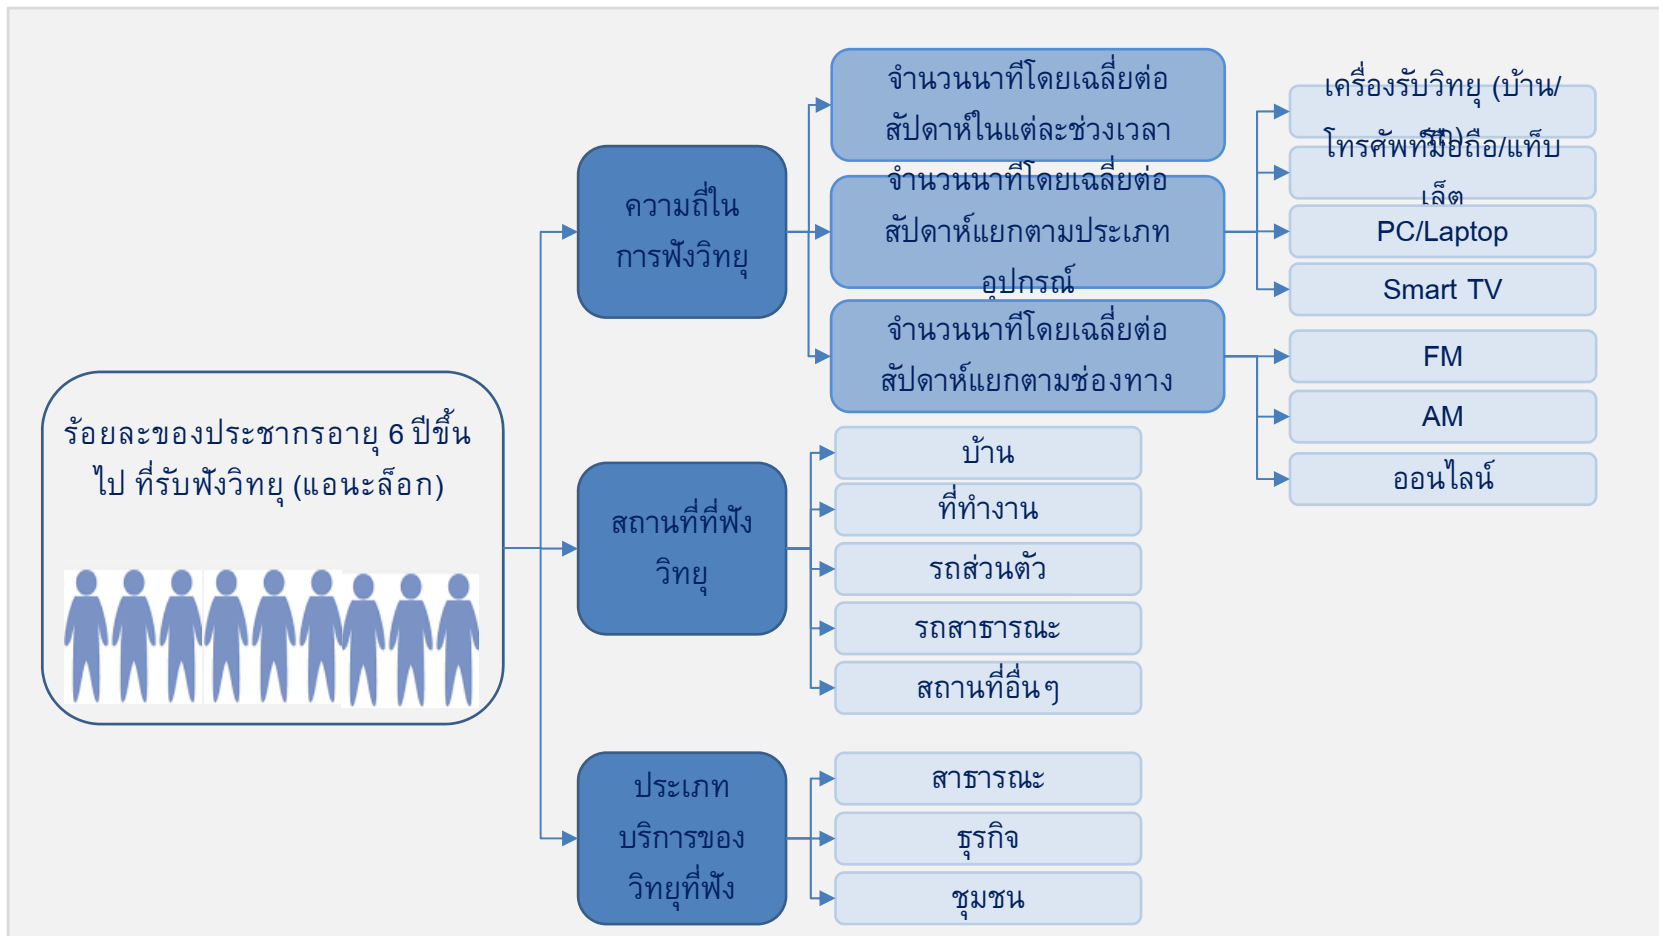 ร้อยละของประชากรอายุ 6 ปีขึ้น
ไป ที่รับฟังวิทยุ (แอนะล็อก)
ความถี่ใน
การฟังวิทยุ
จำนวนนาทีโดยเฉลี่ยต่อ
สัปดาห์ในแต่ละช่วงเวลา
จำนวนนาทีโดยเฉลี่ยต่อ
สัปดาห์แยกตามประเภท
อุปกรณ์
เครื่องรับวิทยุ (บ้าน/
รถ)
โทรศัพท์มือถือ/แท็บ
เล็ต
PC/Laptop
Smart TV
จำนวนนาทีโดยเฉลี่ยต่อ
สัปดาห์แยกตามช่องทาง
FM
AM
ออนไลน์
สถานที่ที่ฟัง
วิทยุ
บ้าน
ที่ทำงาน
รถส่วนตัว
รถสาธารณะ
สถานที่อื่นๆ
ประเภท
บริการของ
วิทยุที่ฟัง
สาธารณะ
ธุรกิจ
ชุมชน